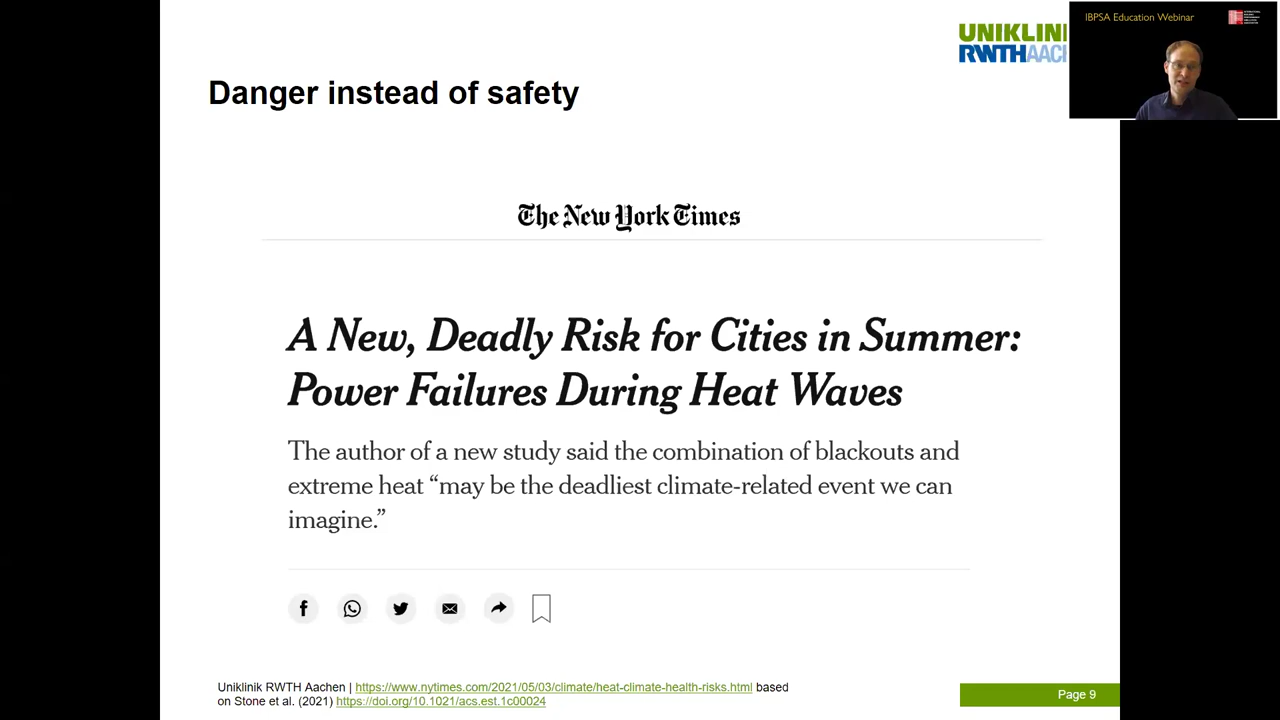 UNIKLINI
RWTHAACH
IBPSA Education Webinar
Danger instead of safety
The New York Times
A New, Deadly Risk for Cities in Summer:
Power Failures During Heat Waves
The author of a new study said the combination of blackouts and
extreme heat “may be the deadliest climate-related event we can
imagine.”
Uniklinik RWTH Aachen | https://www.nytimes.com/2021/05/03/climate/heat-climate-health-risks.html based
on Stone et al. (2021) https://doi.org/10.1021/acs.est.1c00024
Page 9